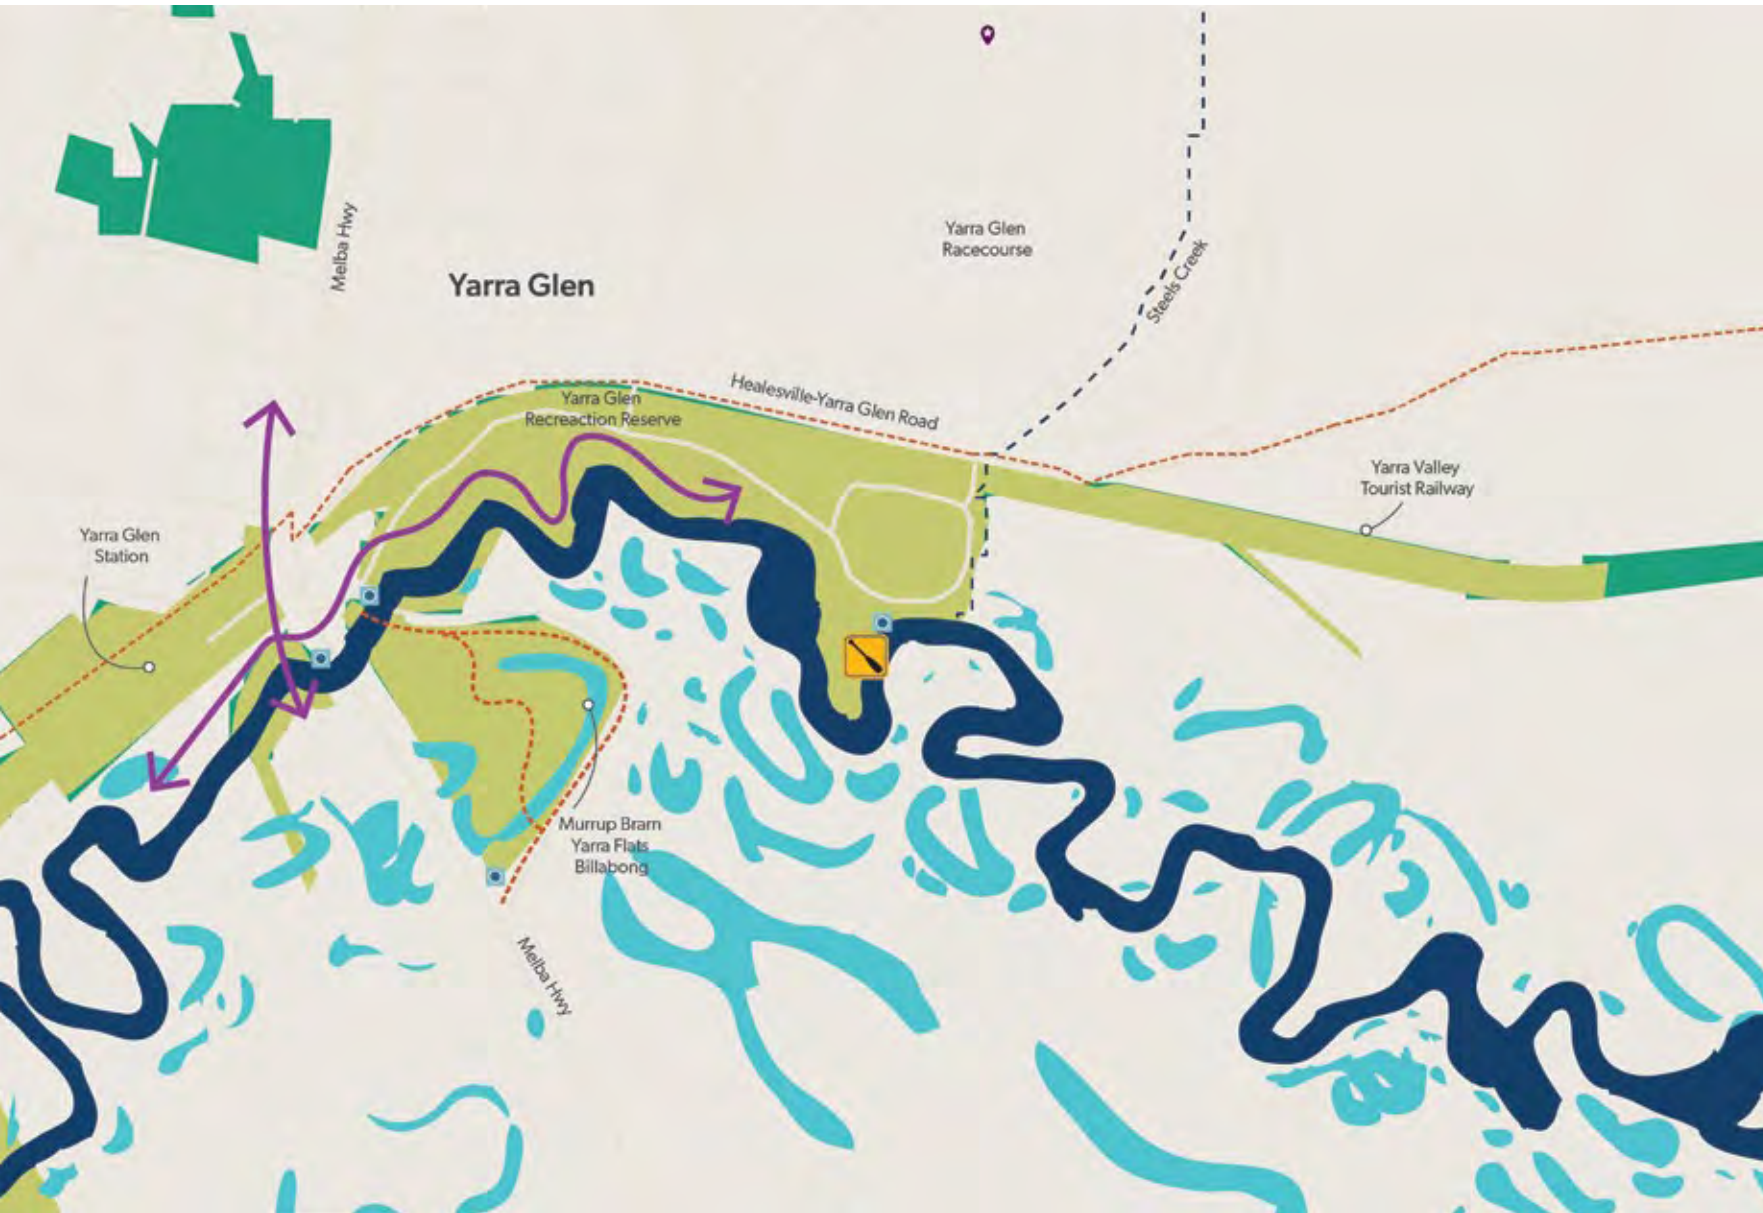 Yarra Glen
Racecourse
Melba Hwy
Steels Creek
Yarra Glen
Healesville-Yarra Glen Road
Yarra Glen
Recreaction Reserve
Yarra Valley
Tourist Railway
Yarra Glen
Station
Murrup Brarn
Yarra Flats
Billabong
Melba Hwy